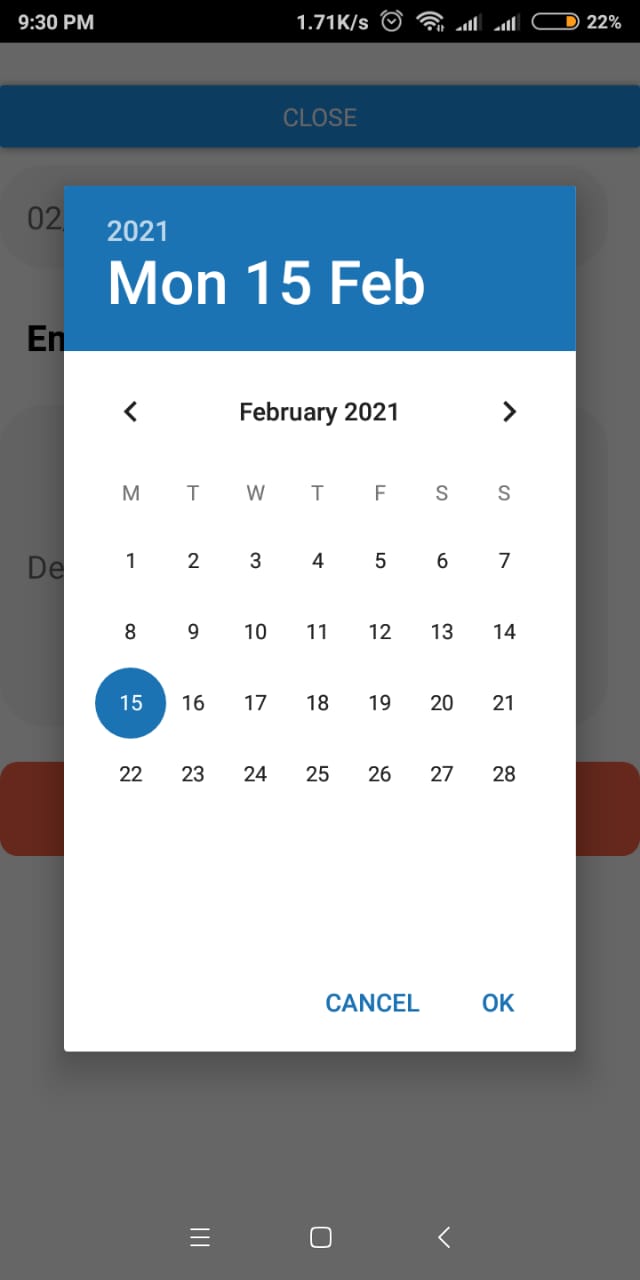 9:30 PM 1.71K/s 22%
CLOSE
02
2021
Mon 15 Feb
En
February 2021
M T W T F S S
1 2 3 4 5 6 7
8 9 10 11 12 13 14
De
15 16 17 18 19 20 21
22 23 24 25 26 27 28
CANCEL OK